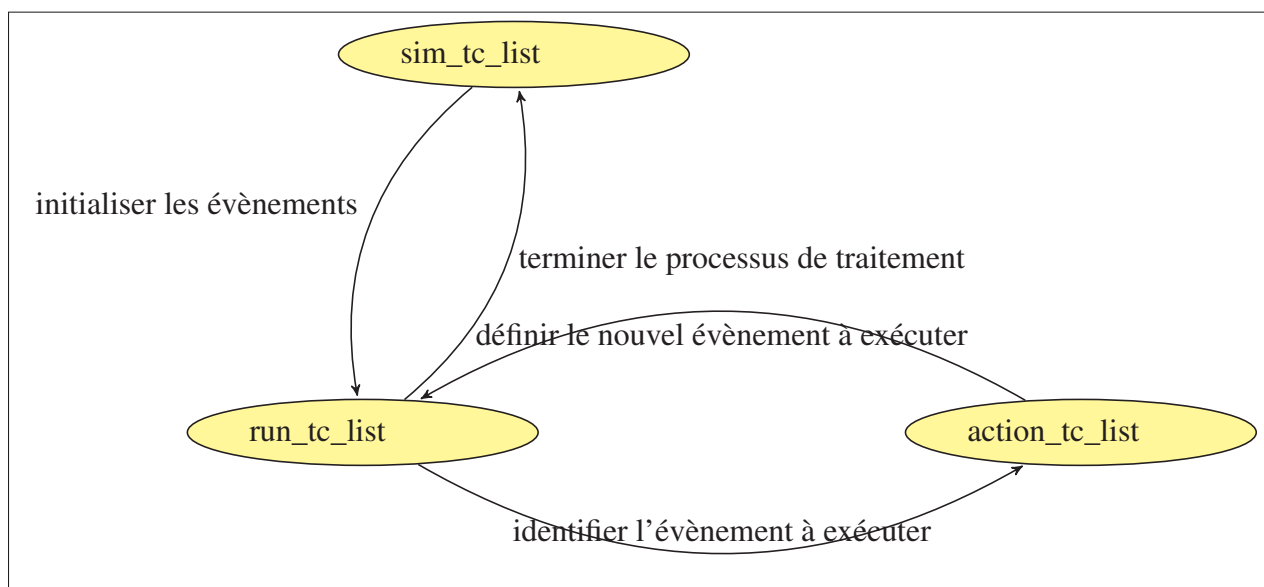 sim_tc_list
initialiser les évènements
terminer le processus de traitement
définir le nouvel évènement à exécuter
run_tc_list
action_tc_list
identifier l’évènement à exécuter